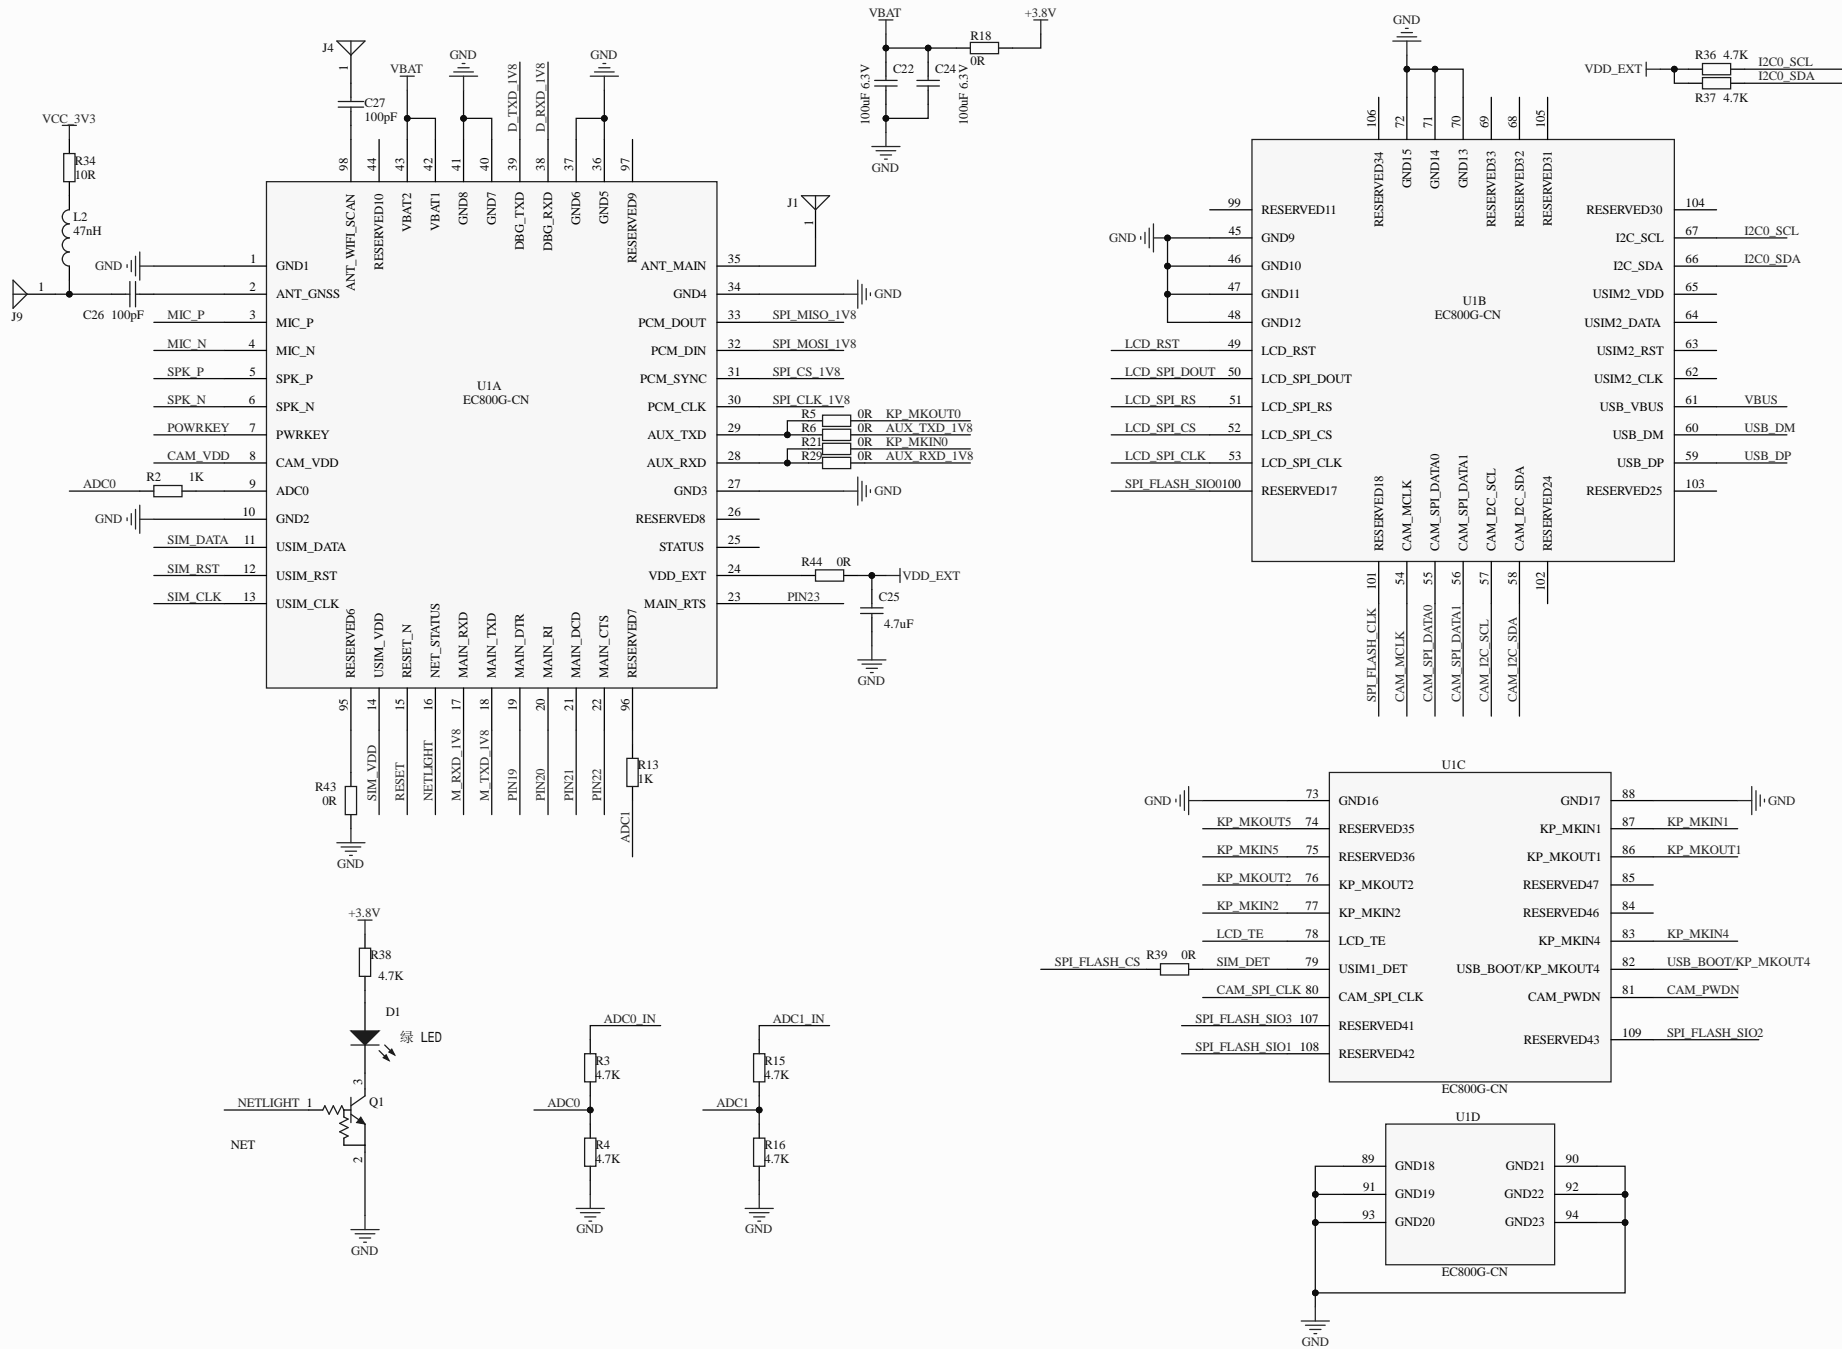 J4
1
C27
100pF
VBAT
GND
D_TXD_1V8
D_RXD_1V8
GND
VBAT
+3.8V
R18
0R
C22
100uF 6.3V
C24
100uF 6.3V
GND
GND
VDD_EXT
R36 4.7K
I2C0_SCL
I2C0_SDA
R37 4.7K
VCC_3V3
R34
10R
L2
47nH
J9
1
C26 100pF
98 44 43 42 41 40 39 38 37 36 97
ANT_WIFI_SCAN
RESERVED10
VBAT2
VBAT1
GND8
GND7
DBG_TXD
DBG_RXD
GND6
GND5
RESERVED9
J1
1
GND 1 GND1
2 ANT_GNSS
MIC_P 3 MIC_P
MIC_N 4 MIC_N
SPK_P 5 SPK_P
SPK_N 6 SPK_N
POWRKEY 7 PWRKEY
CAM_VDD 8 CAM_VDD
ADC0 R2 1K 9 ADC0
GND 10 GND2
SIM_DATA 11 USIM_DATA
SIM_RST 12 USIM_RST
SIM_CLK 13 USIM_CLK
U1A
EC800G-CN
ANT_MAIN 35
GND4 34 GND
PCM_DOUT 33 SPI_MISO_1V8
PCM_DIN 32 SPI_MOSI_1V8
PCM_SYNC 31 SPI_CS_1V8
PCM_CLK 30 SPI_CLK_1V8
R5 0R KP_MKOUT0
AUX_TXD 29 R6 0R AUX_TXD_1V8
R21 0R KP_MKIN0
AUX_RXD 28 R29 0R AUX_RXD_1V8
GND3 27 GND
RESERVED8 26
STATUS 25
VDD_EXT 24 R44 0R VDD_EXT
MAIN_RTS 23 PIN23
C25
4.7uF
GND
RESERVED6
USIM_VDD
RESET_N
NET_STATUS
MAIN_RXD
MAIN_TXD
MAIN_DTR
MAIN_RI
MAIN_DCD
MAIN_CTS
RESERVED7
95 14 15 16 17 18 19 20 21 22 96
SIM_VDD
RESET
NETLIGHT
M_RXD_1V8
M_TXD_1V8
PIN19
PIN20
PIN21
PIN22
R43
0R
GND
R13
1K
ADC1
106 72 71 70 69 68 105
RESERVED34
GND15
GND14
GND13
RESERVED33
RESERVED32
RESERVED31
99 RESERVED11
GND 45 GND9
46 GND10
47 GND11
48 GND12
LCD_RST 49 LCD_RST
LCD_SPI_DOUT 50 LCD_SPI_DOUT
LCD_SPI_RS 51 LCD_SPI_RS
LCD_SPI_CS 52 LCD_SPI_CS
LCD_SPI_CLK 53 LCD_SPI_CLK
SPI_FLASH_SIO0 100 RESERVED17
U1B
EC800G-CN
RESERVED30 104
I2C_SCL 67 I2C0_SCL
I2C_SDA 66 I2C0_SDA
USIM2_VDD 65
USIM2_DATA 64
USIM2_RST 63
USIM2_CLK 62
USB_VBUS 61 VBUS
USB_DM 60 USB_DM
USB_DP 59 USB_DP
RESERVED25 103
RESERVED18
CAM_MCLK
CAM_SPI_DATA0
CAM_SPI_DATA1
CAM_I2C_SCL
CAM_I2C_SDA
RESERVED24
101 54 55 56 57 58 102
SPI_FLASH_CLK
CAM_MCLK
CAM_SPI_DATA0
CAM_SPI_DATA1
CAM_I2C_SCL
CAM_I2C_SDA
U1C
GND 73 GND16
KP_MKOUT5 74 RESERVED35
KP_MKIN5 75 RESERVED36
KP_MKOUT2 76 KP_MKOUT2
KP_MKIN2 77 KP_MKIN2
LCD_TE 78 LCD_TE
SPI_FLASH_CS R39 0R SIM_DET 79 USIM1_DET
CAM_SPI_CLK 80 CAM_SPI_CLK
SPI_FLASH_SIO3 107 RESERVED41
SPI_FLASH_SIO1 108 RESERVED42
GND17 88 GND
KP_MKIN1 87 KP_MKIN1
KP_MKOUT1 86 KP_MKOUT1
RESERVED47 85
RESERVED46 84
KP_MKIN4 83 KP_MKIN4
USB_BOOT/KP_MKOUT4 82 USB_BOOT/KP_MKOUT4
CAM_PWDN 81 CAM_PWDN
RESERVED43 109 SPI_FLASH_SIO2
EC800G-CN
+3.8V
R38
4.7K
D1
绿 LED
3
NETLIGHT 1
Q1
NET
2
GND
ADC0_IN
R3
4.7K
ADC0
R4
4.7K
GND
ADC1_IN
R15
4.7K
ADC1
R16
4.7K
GND
U1D
89 GND18 GND21 90
91 GND19 GND22 92
93 GND20 GND23 94
EC800G-CN
GND